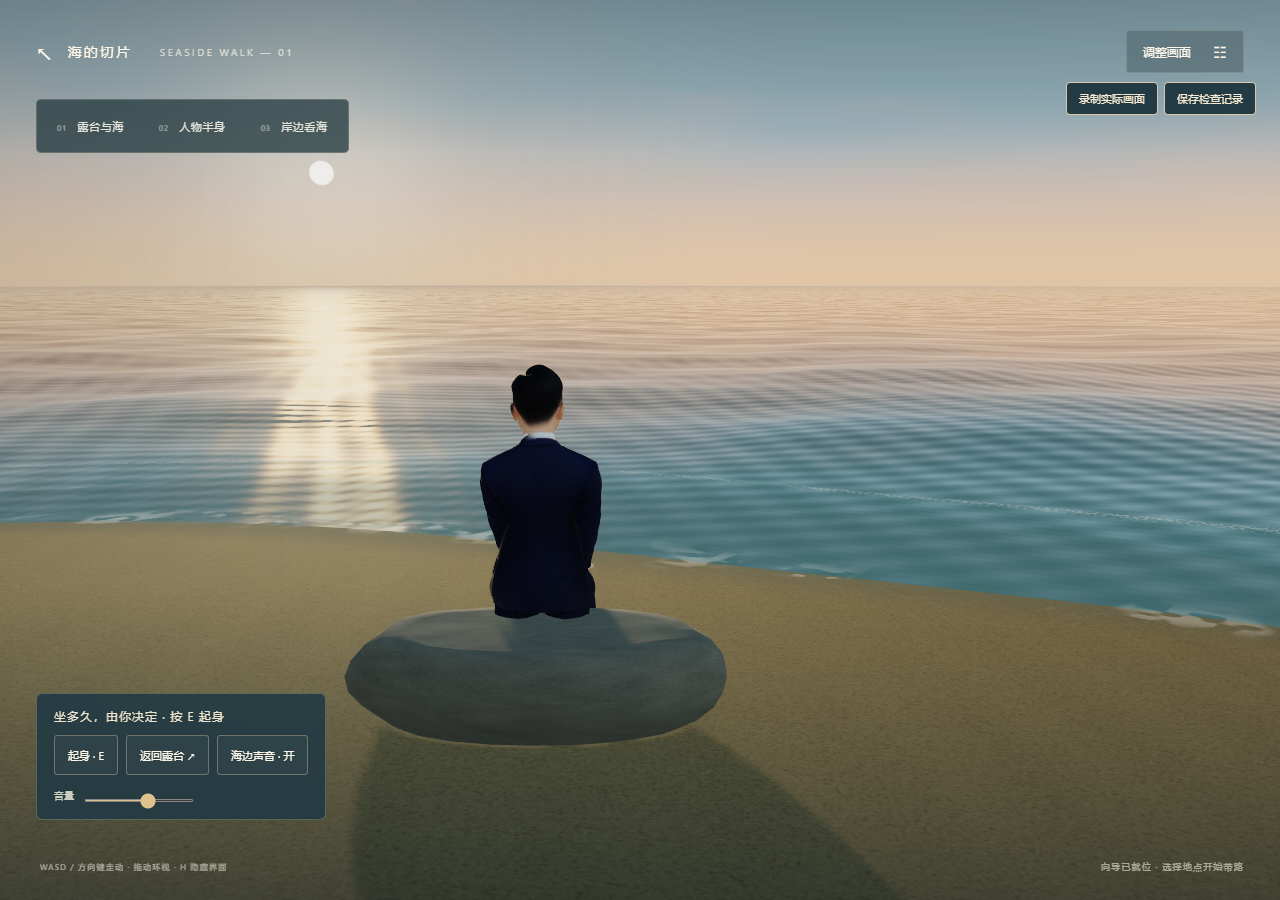 ↖ 海的切片 SEASIDE WALK — 01
调整画面
录制实际画面 保存检查记录
01 露台与海 02 人物半身 03 岸边看海
坐多久，由你决定 · 按 E 起身
起身 · E 返回露台 ↗ 海边声音 · 开
音量
WASD / 方向键走动 · 拖动环视 · H 隐藏界面
向导已就位 · 选择地点开始带路